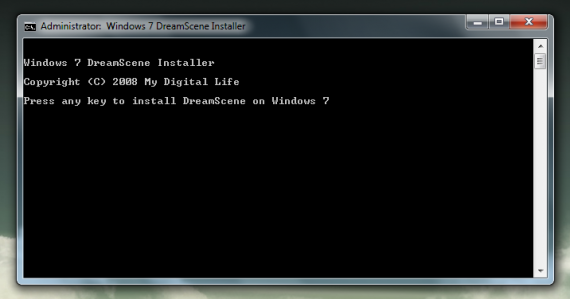 Administrator: Windows 7 DreamScene Installer
Windows 7 DreamScene Installer
Copyright (C) 2008 My Digital Life
Press any key to install DreamScene on Windows 7